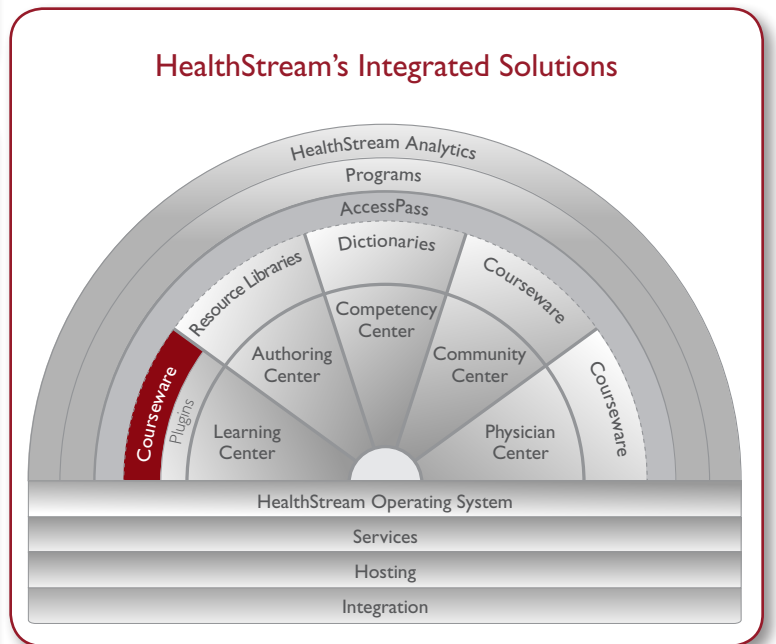 HealthStream's Integrated Solutions
HealthStream Analytics
Programs
AccessPass
Resource Libraries
Dictionaries
Courseware
Courseware
Plugins
Courseware
Learning
Center
Authoring
Center
Competency
Center
Community
Center
Physician
Center
HealthStream Operating System
Services
Hosting
Integration